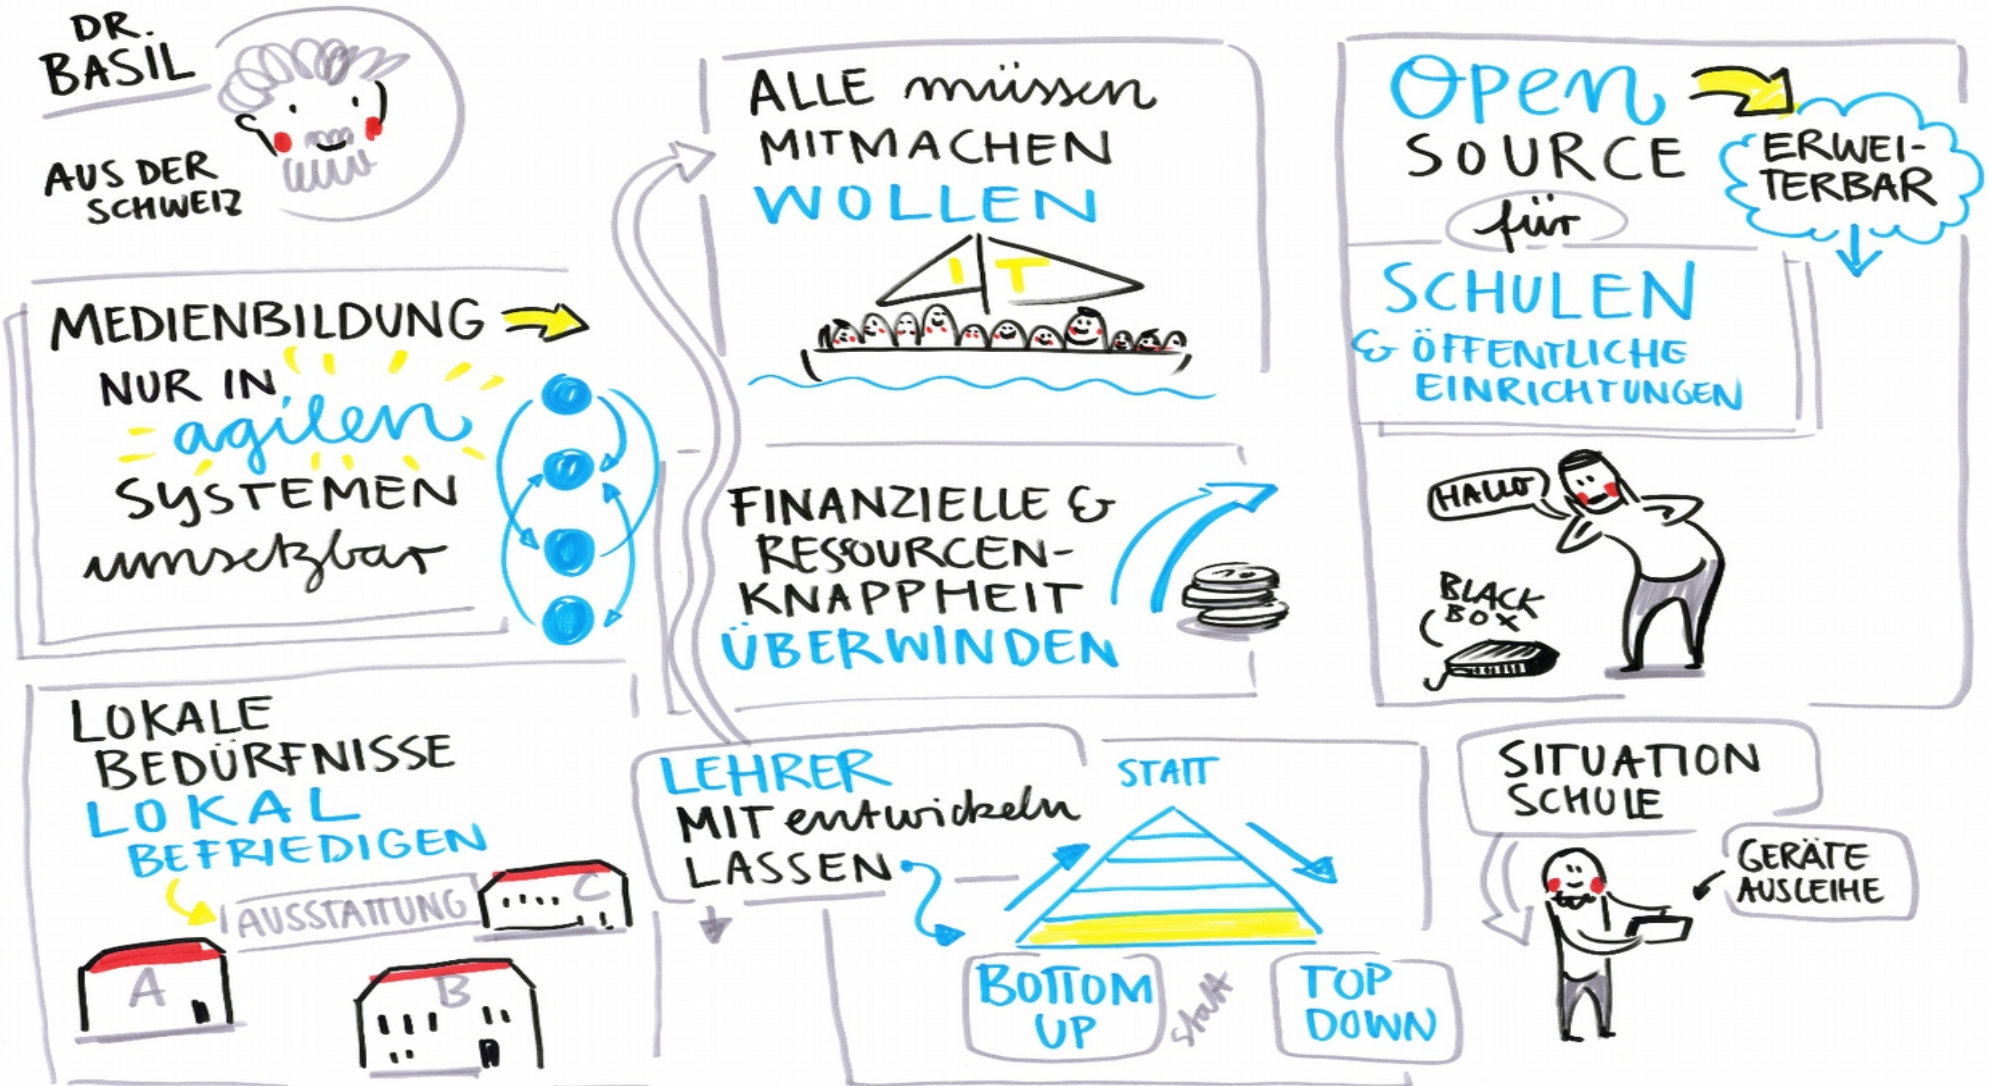 DR.
BASIL
AUS DER
SCHWEIZ
MEDIENBILDUNG
NUR IN
agilen
SYSTEMEN
umsetzbar
LOKALE
BEDÜRFNISSE
LOKAL
BEFRIEDIGEN
AUSSTATTUNG
A
B
C
ALLE müssen
MITMACHEN
WOLLEN
IT
FINANZIELLE &
RESSOURCEN-
KNAPPHEIT
ÜBERWINDEN
LEHRER
MIT entwickeln
LASSEN
STATT
BOTTOM
UP
statt
TOP
DOWN
OPEN
SOURCE
für
ERWEI-
TERBAR
SCHULEN
& ÖFFENTLICHE
EINRICHTUNGEN
HALLO
BLACK
BOX
SITUATION
SCHULE
GERÄTE
AUSLEIHE